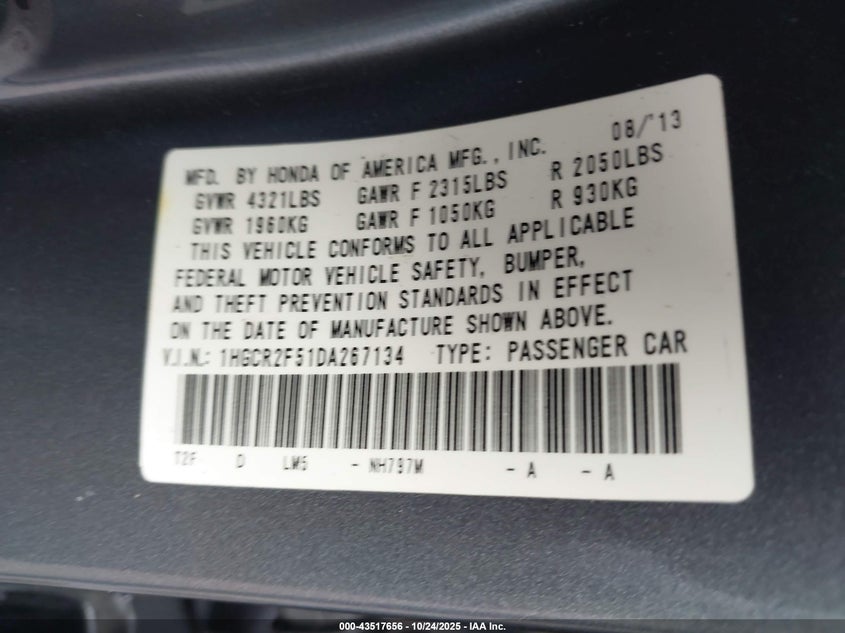 08/'13
MFD. BY HONDA OF AMERICA MFG., INC.
GVWR 4321LBS GAWR F 2315LBS R 2050LBS
GVWR 1960KG GAWR F 1050KG R 930KG
THIS VEHICLE CONFORMS TO ALL APPLICABLE
FEDERAL MOTOR VEHICLE SAFETY, BUMPER,
AND THEFT PREVENTION STANDARDS IN EFFECT
ON THE DATE OF MANUFACTURE SHOWN ABOVE.
V.I.N.: 1HGCR2F51DA267134 TYPE: PASSENGER CAR
T2F- D LM5 - NH797M - A - A
000-43517656 - 10/24/2025 - IAA Inc.